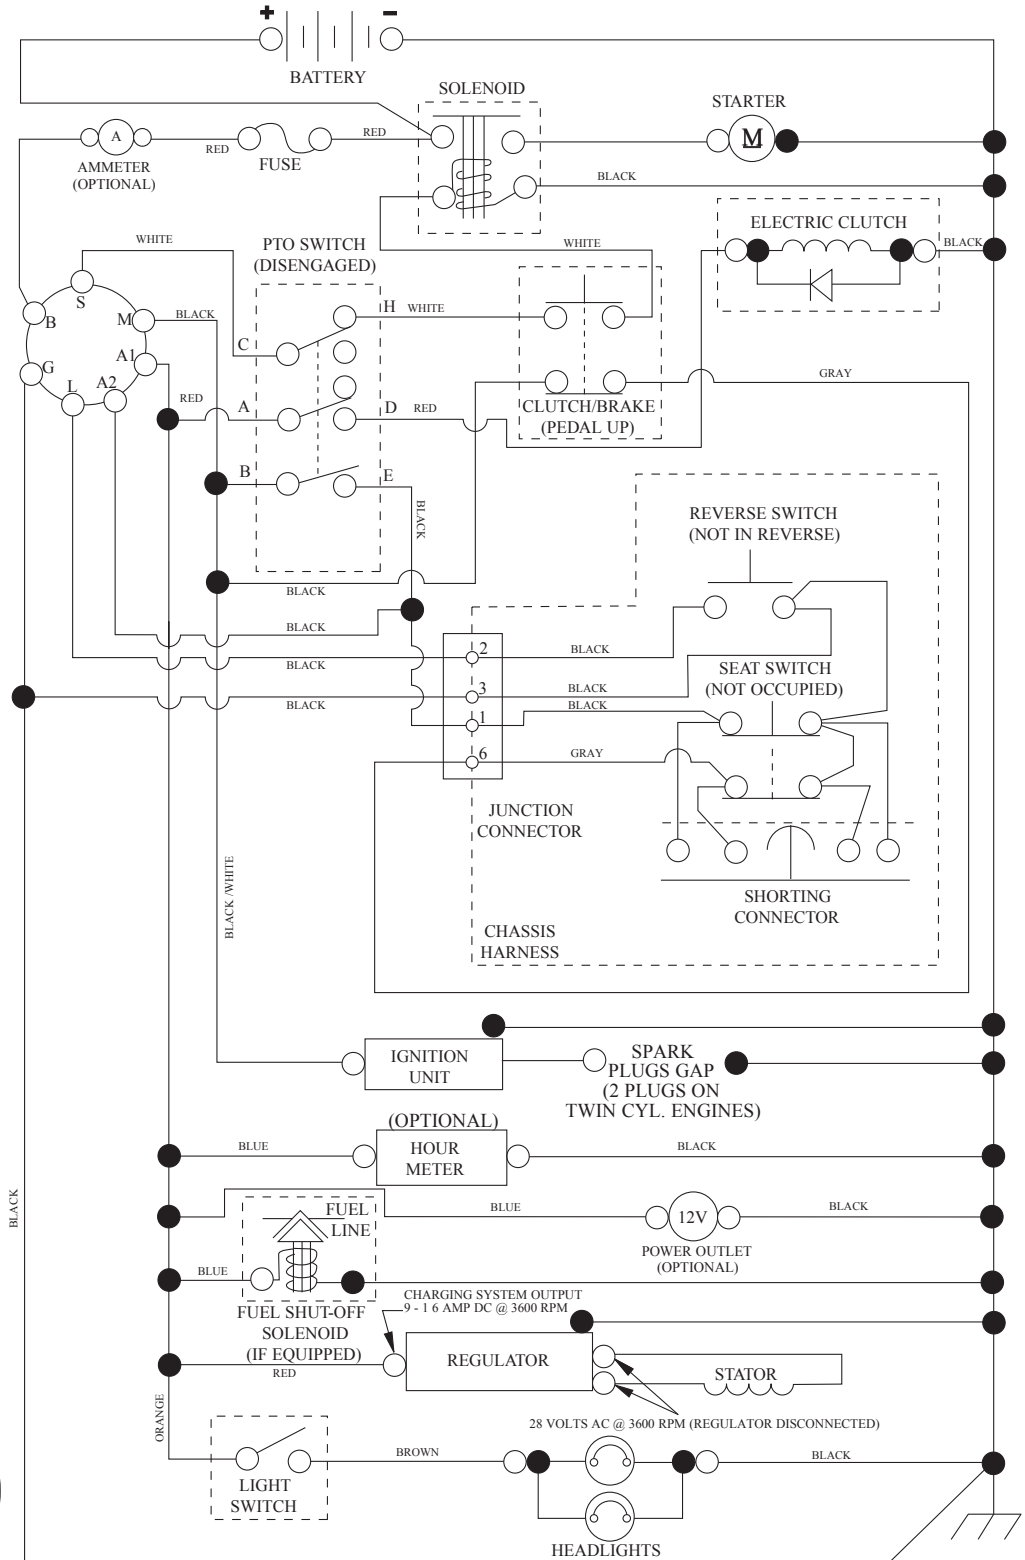 + −
BATTERY
SOLENOID
STARTER
M
A
AMMETER
(OPTIONAL)
RED
FUSE
RED
BLACK
ELECTRIC CLUTCH
BLACK
WHITE
PTO SWITCH
(DISENGAGED)
WHITE
S
B
M
BLACK
G
A1
L
A2
RED
C
H
WHITE
A
D
RED
B
E
BLACK
CLUTCH/BRAKE
(PEDAL UP)
GRAY
REVERSE SWITCH
(NOT IN REVERSE)
BLACK
BLACK
BLACK
2
BLACK
SEAT SWITCH
(NOT OCCUPIED)
3
BLACK
BLACK
1
BLACK
6
GRAY
JUNCTION
CONNECTOR
SHORTING
CONNECTOR
CHASSIS
HARNESS
BLACK /WHITE
IGNITION
UNIT
SPARK
PLUGS GAP
(2 PLUGS ON
TWIN CYL. ENGINES)
(OPTIONAL)
BLUE
HOUR
METER
BLACK
BLACK
FUEL
LINE
BLUE
12V
BLACK
POWER OUTLET
(OPTIONAL)
BLUE
FUEL SHUT-OFF
SOLENOID
(IF EQUIPPED)
RED
CHARGING SYSTEM OUTPUT
9 - 1 6 AMP DC @ 3600 RPM
REGULATOR
STATOR
28 VOLTS AC @ 3600 RPM (REGULATOR DISCONNECTED)
ORANGE
LIGHT
SWITCH
BROWN
BLACK
HEADLIGHTS